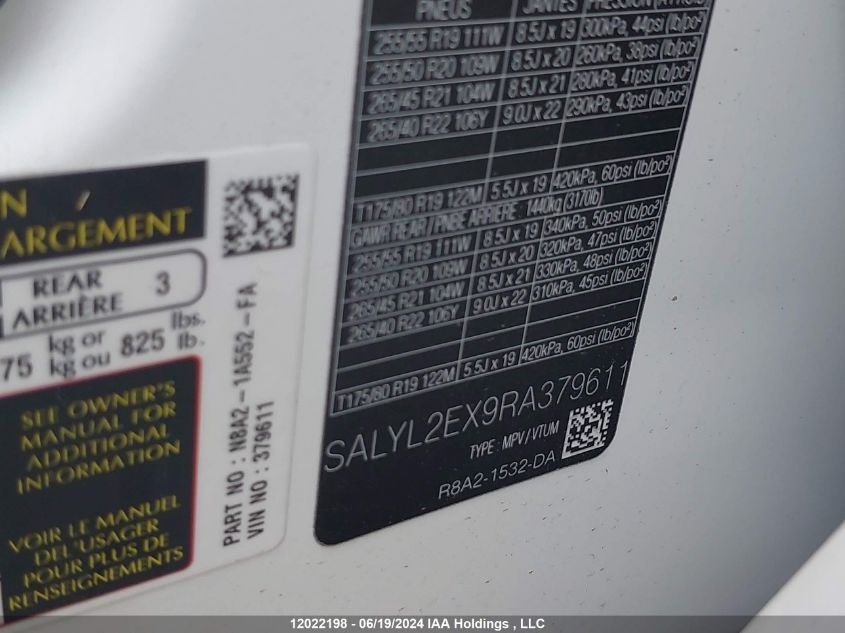 N
ARGEMENT
REAR
ARRIÈRE 3
75 kg or 825 lbs.
kg ou lb.
SEE OWNER'S
MANUAL FOR
ADDITIONAL
INFORMATION
VOIR LE MANUEL
DEL'USAGER
POUR PLUS DE
RENSEIGNEMENTS
PART NO : N8A2-1A552-FA
VIN NO : 379611
PNEUS JANTES
255/55 R19 111W 8.5J x 19 300kPa, 44psi (lb/po²)
255/50 R20 109W 8.5J x 20 260kPa, 38psi (lb/po²)
265/45 R21 104W 8.5J x 21 280kPa, 41psi (lb/po²)
265/40 R22 106Y 9.0J x 22 290kPa, 43psi (lb/po²)
T175/80 R19 122M 5.5J x 19 420kPa, 60psi (lb/po²)
GAWR REAR / PNBE ARRIERE : 1440kg (3170lb)
255/55 R19 111W 8.5J x 19 340kPa, 50psi (lb/po²)
255/50 R20 109W 8.5J x 20 320kPa, 47psi (lb/po²)
265/45 R21 104W 8.5J x 21 330kPa, 48psi (lb/po²)
265/40 R22 106Y 9.0J x 22 310kPa, 45psi (lb/po²)
T175/80 R19 122M 5.5J x 19 420kPa, 60psi (lb/po²)
SALYL2EX9RA379611
TYPE : MPV / VTUM
R8A2-1532-DA
12022198 - 06/19/2024 IAA Holdings , LLC